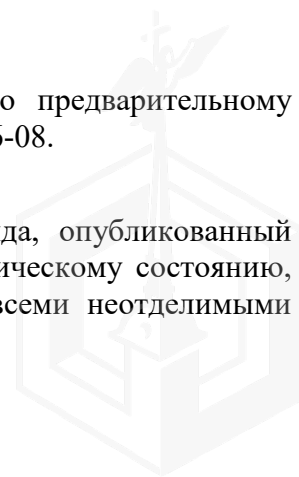 о предварительному
-08.
да, опубликованный
ическому состоянию,
всеми неотделимыми